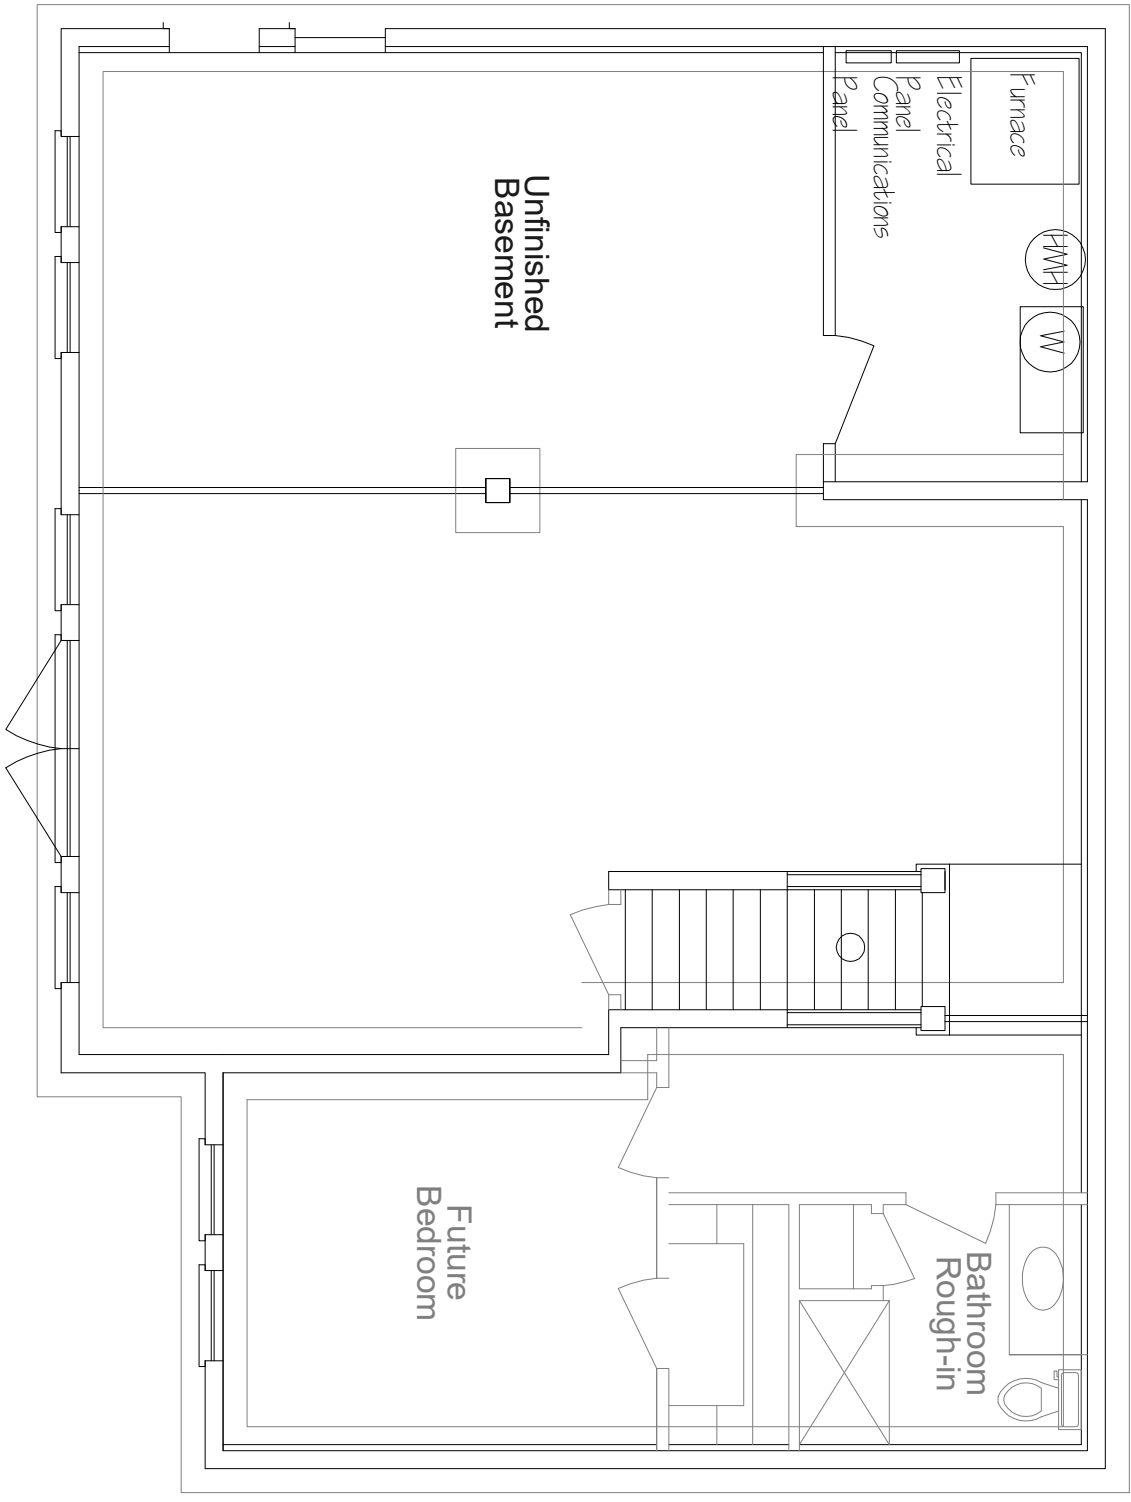 Furnace
Electrical
Panel
Communications
Panel
HWH
W
Unfinished
Basement
Bathroom
Rough-in
Future
Bedroom